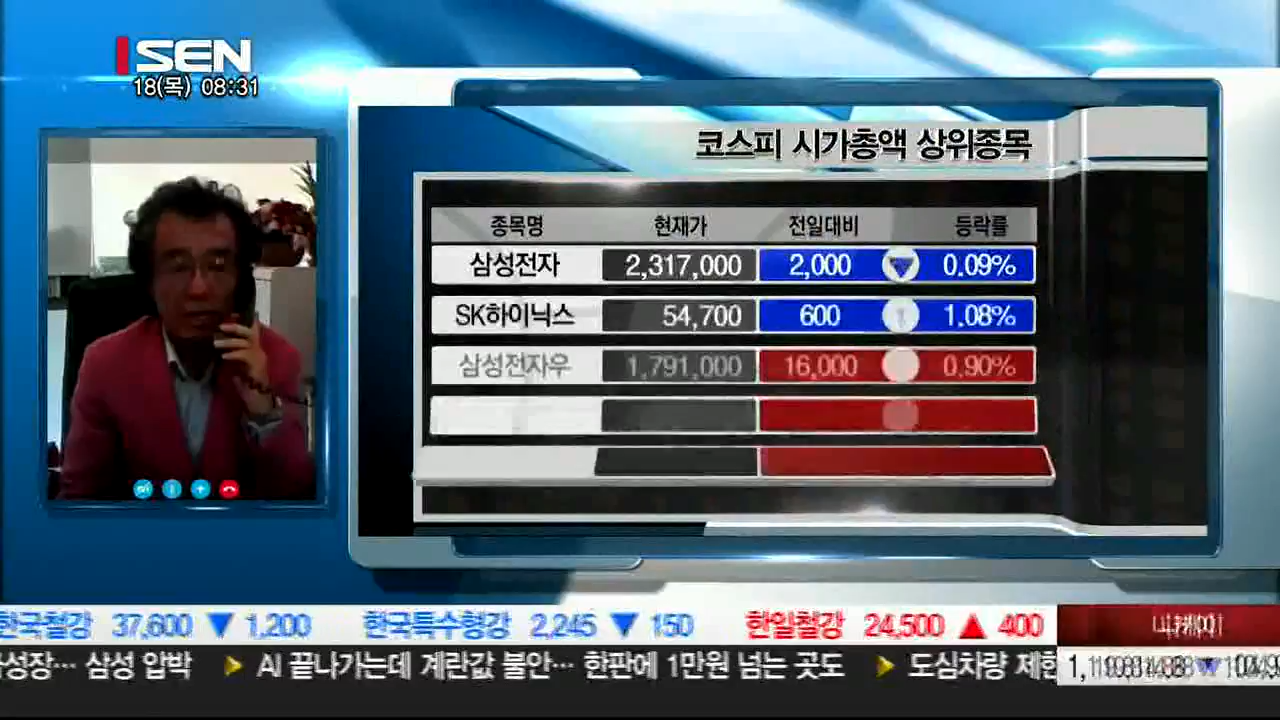 SEN
18(목) 08:31
코스피 시가총액 상위종목
종목명 현재가 전일대비 등락률
삼성전자 2,317,000 2,000 ▼ 0.09%
SK하이닉스 54,700 600 1.08%
삼성전자우 1,791,000 16,000 0.90%
한국철강 37,600 ▼ 1,200 한국특수형강 2,245 ▼ 150 한일철강 24,500 ▲ 400
성장… 삼성 압박 AI 끝나가는데 계란값 불안… 한판에 1만원 넘는 곳도 도심차량 제한